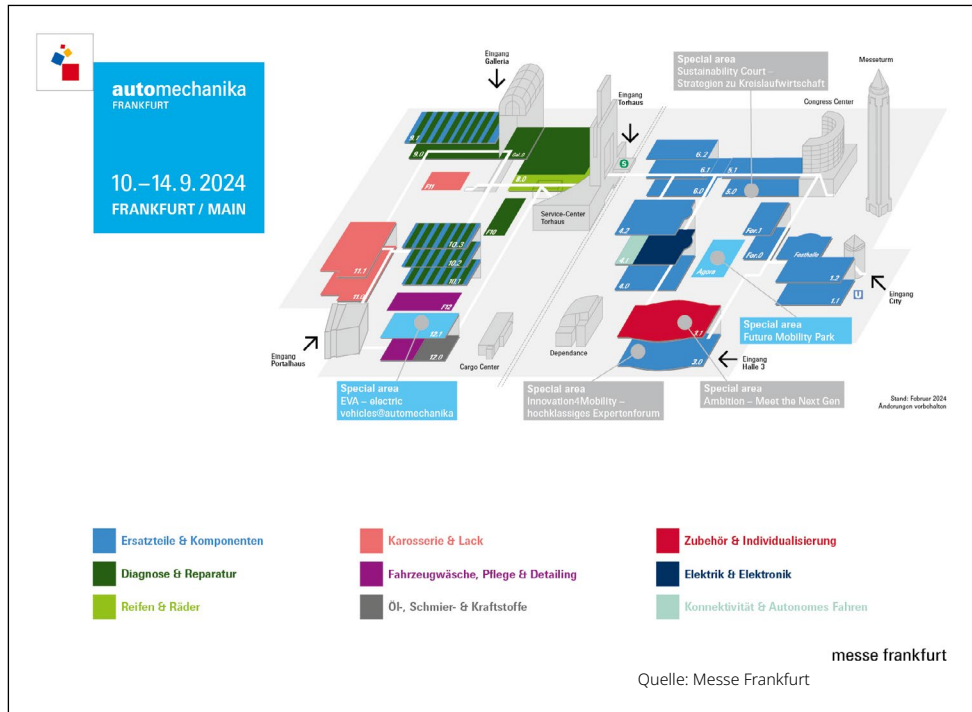 automechanika
FRANKFURT
10.–14.9.2024
FRANKFURT / MAIN
Eingang
Galleria
Eingang
Torhaus
Special area
Sustainability Court –
Strategien zu Kreislaufwirtschaft
Messeturm
Congress Center
9.1
9.0
Gal.0
8.0
S
6.2
6.1
5.1
6.0
5.0
F11
Service-Center
Torhaus
F10
4.2
4.1
4.0
For.1
For.0
Festhalle
Agora
1.2
1.1
U
Eingang
City
11.1
11.0
10.3
10.2
10.1
F12
12.1
12.0
Eingang
Portalhaus
Cargo Center
Dependance
3.1
3.0
Eingang
Halle 3
Special area
Future Mobility Park
Special area
EVA – electric
vehicles@automechanika
Special area
Innovation4Mobility –
hochklassiges Expertenforum
Special area
Ambition – Meet the Next Gen
Stand: Februar 2024
Änderungen vorbehalten
Ersatzteile & Komponenten
Karosserie & Lack
Zubehör & Individualisierung
Diagnose & Reparatur
Fahrzeugwäsche, Pflege & Detailing
Elektrik & Elektronik
Reifen & Räder
Öl-, Schmier- & Kraftstoffe
Konnektivität & Autonomes Fahren
messe frankfurt
Quelle: Messe Frankfurt